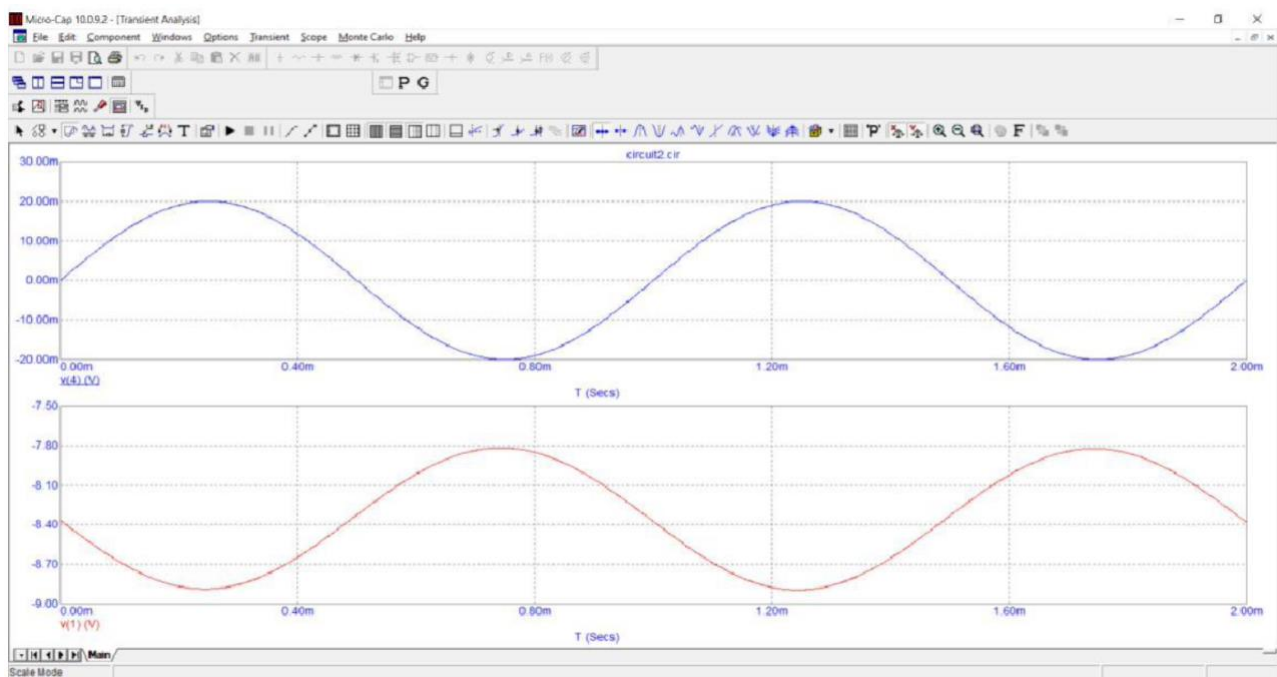 Micro-Cap 10.0.9.2 - [Transient Analysis]
File Edit Component Windows Options Transient Scope Monte Carlo Help
P G
T P F
circuit2.cir
30.00m
20.00m
10.00m
0.00m
-10.00m
-20.00m
0.00m 0.40m 0.80m 1.20m 1.60m 2.00m
v(4) (V)
T (Secs)
-7.50
-7.80
-8.10
-8.40
-8.70
-9.00
0.00m 0.40m 0.80m 1.20m 1.60m 2.00m
v(1) (V)
T (Secs)
Main
Scale Mode